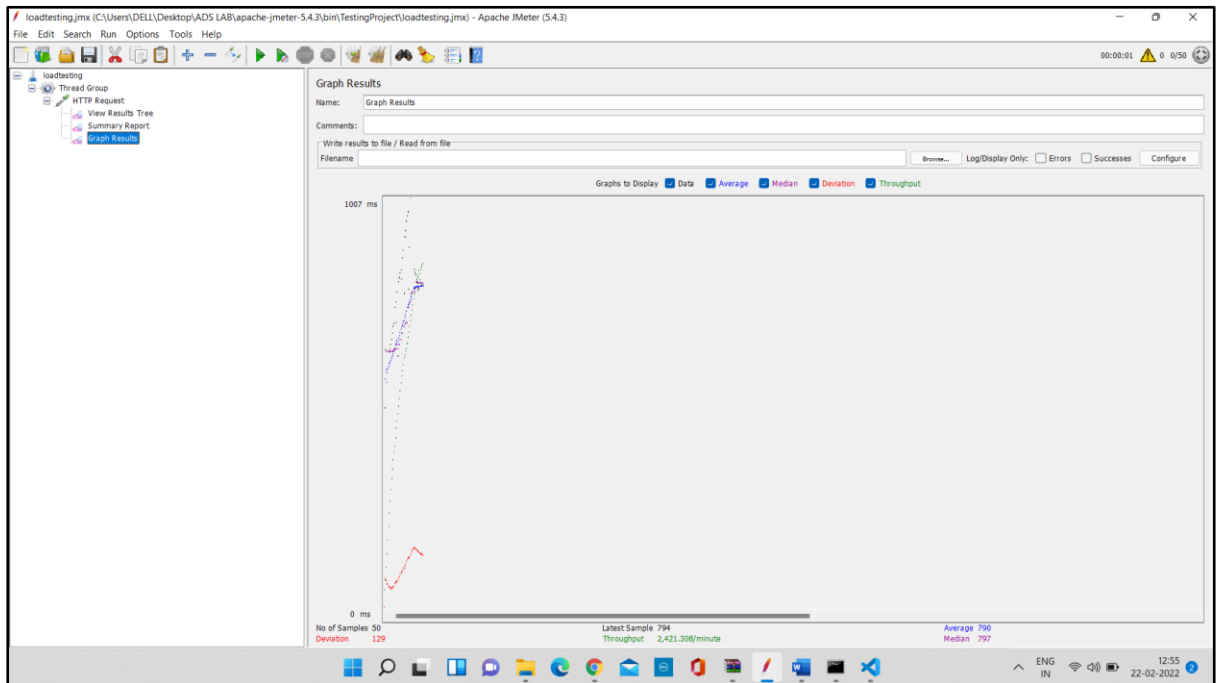 loadtesting.jmx (C:\Users\DELL\Desktop\ADS LAB\apache-jmeter-5.4.3\bin\TestingProject\loadtesting.jmx) - Apache JMeter (5.4.3)
File Edit Search Run Options Tools Help
00:00:01 0 0/50
loadtesting
Thread Group
HTTP Request
View Results Tree
Summary Report
Graph Results
Graph Results
Name: Graph Results
Comments:
Write results to file / Read from file
Filename Browse... Log/Display Only: Errors Successes Configure
Graphs to Display Data Average Median Deviation Throughput
1007 ms
0 ms
No of Samples 50 Latest Sample 794 Average 790
Deviation 129 Throughput 2,421.308/minute Median 797
ENG 12:55
IN 22-02-2022 2